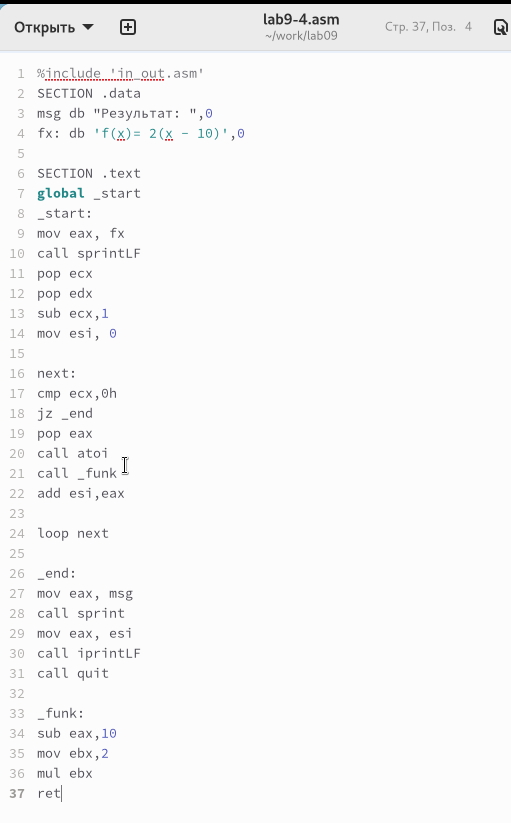 Открыть
lab9-4.asm
~/work/lab09
Стр. 37, Поз. 4
1 %include 'in_out.asm'
2 SECTION .data
3 msg db "Результат: ",0
4 fx: db 'f(x)= 2(x - 10)',0
5
6 SECTION .text
7 global _start
8 _start:
9 mov eax, fx
10 call sprintLF
11 pop ecx
12 pop edx
13 sub ecx,1
14 mov esi, 0
15
16 next:
17 cmp ecx,0h
18 jz _end
19 pop eax
20 call atoi
21 call _funk
22 add esi,eax
23
24 loop next
25
26 _end:
27 mov eax, msg
28 call sprint
29 mov eax, esi
30 call iprintLF
31 call quit
32
33 _funk:
34 sub eax,10
35 mov ebx,2
36 mul ebx
37 ret